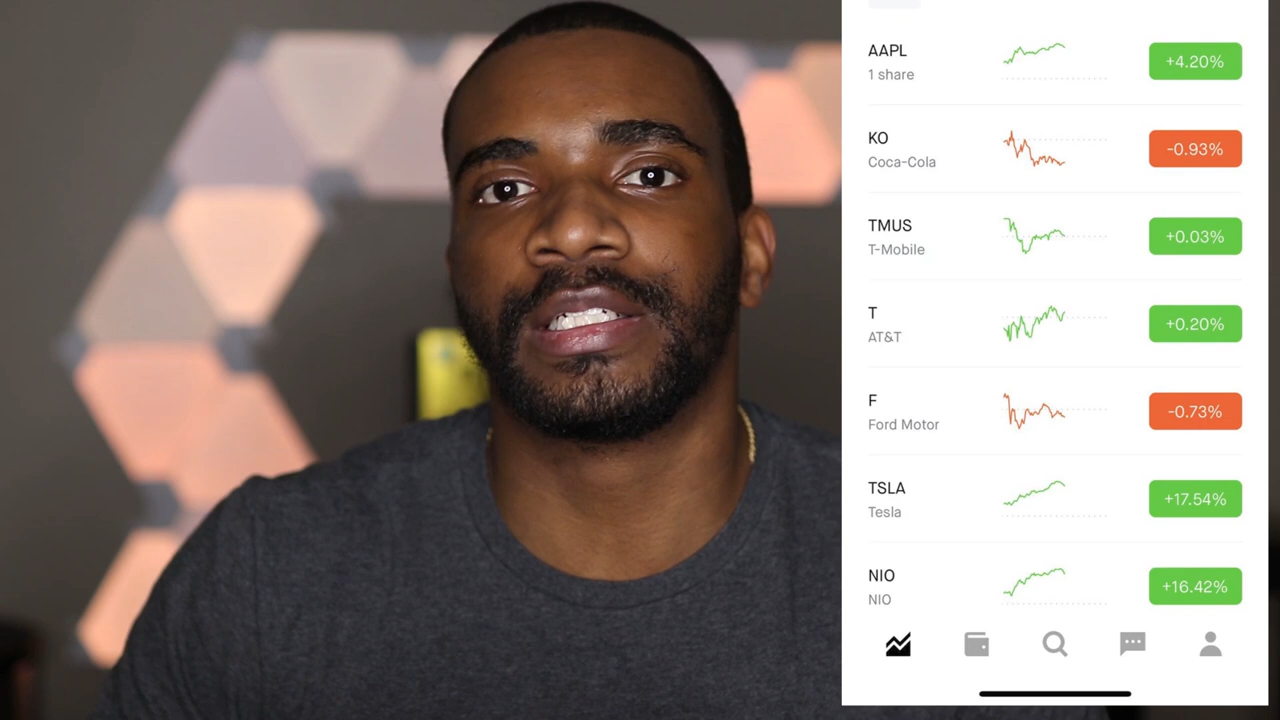 AAPL
1 share
+4.20%
KO
Coca-Cola
-0.93%
TMUS
T-Mobile
+0.03%
T
AT&T
+0.20%
F
Ford Motor
-0.73%
TSLA
Tesla
+17.54%
NIO
NIO
+16.42%